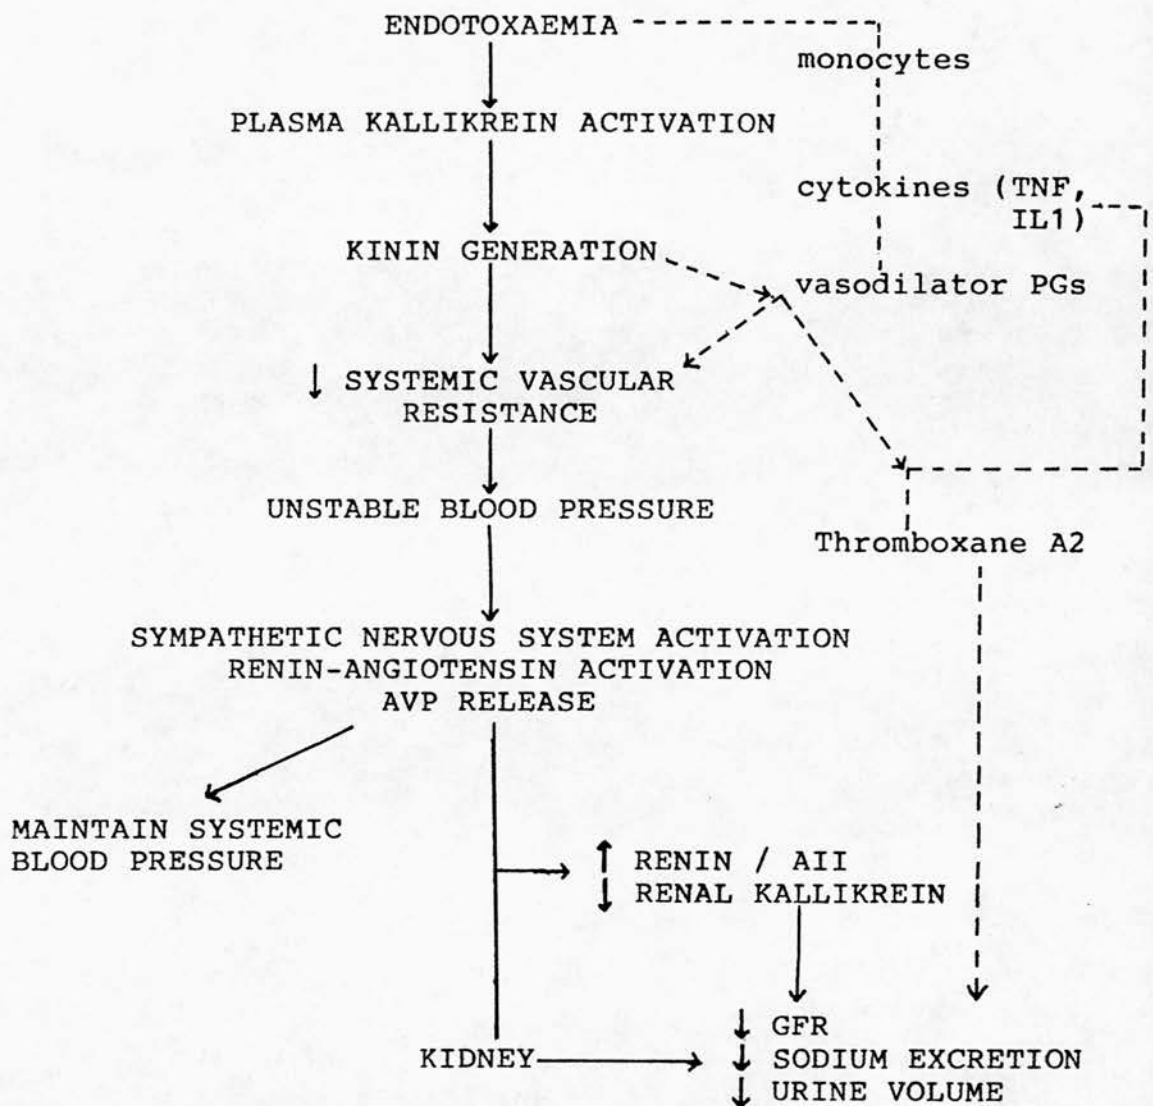 ENDOTOXAEMIA
monocytes
PLASMA KALLIKREIN ACTIVATION
cytokines (TNF,
IL1)
KININ GENERATION
vasodilator PGs
↓ SYSTEMIC VASCULAR
RESISTANCE
UNSTABLE BLOOD PRESSURE
Thromboxane A2
SYMPATHETIC NERVOUS SYSTEM ACTIVATION
RENIN-ANGIOTENSIN ACTIVATION
AVP RELEASE
MAINTAIN SYSTEMIC
BLOOD PRESSURE
↑ RENIN / AII
↓ RENAL KALLIKREIN
↓ GFR
KIDNEY
↓ SODIUM EXCRETION
↓ URINE VOLUME